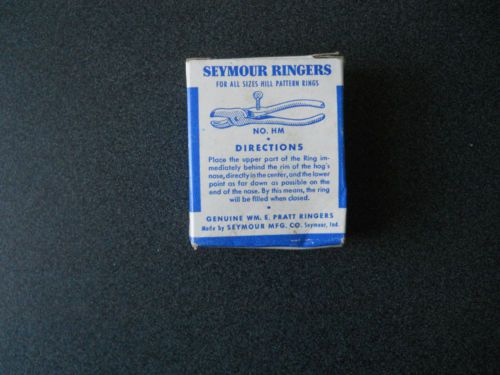 SEYMOUR RINGERS
FOR ALL SIZES HILL PATTERN RINGS
NO. HM
DIRECTIONS
Place the upper part of the Ring im-
mediately behind the rim of the hog's
nose, directly in the center, and the lower
point as far down as possible on the
end of the nose. By this means, the ring
will be filled when closed.
GENUINE WM. E. PRATT RINGERS
Made by SEYMOUR MFG. CO. Seymour, Ind.